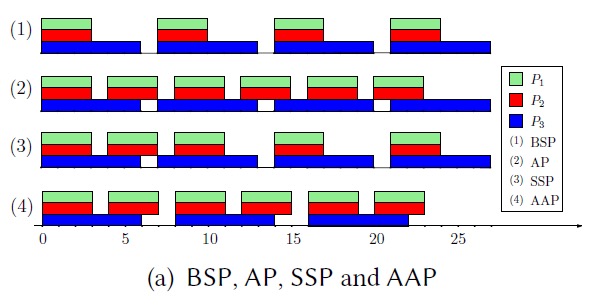 (1)
(2)
(3)
(4)
0 5 10 15 20 25
P1
P2
P3
(1) BSP
(2) AP
(3) SSP
(4) AAP
(a) BSP, AP, SSP and AAP